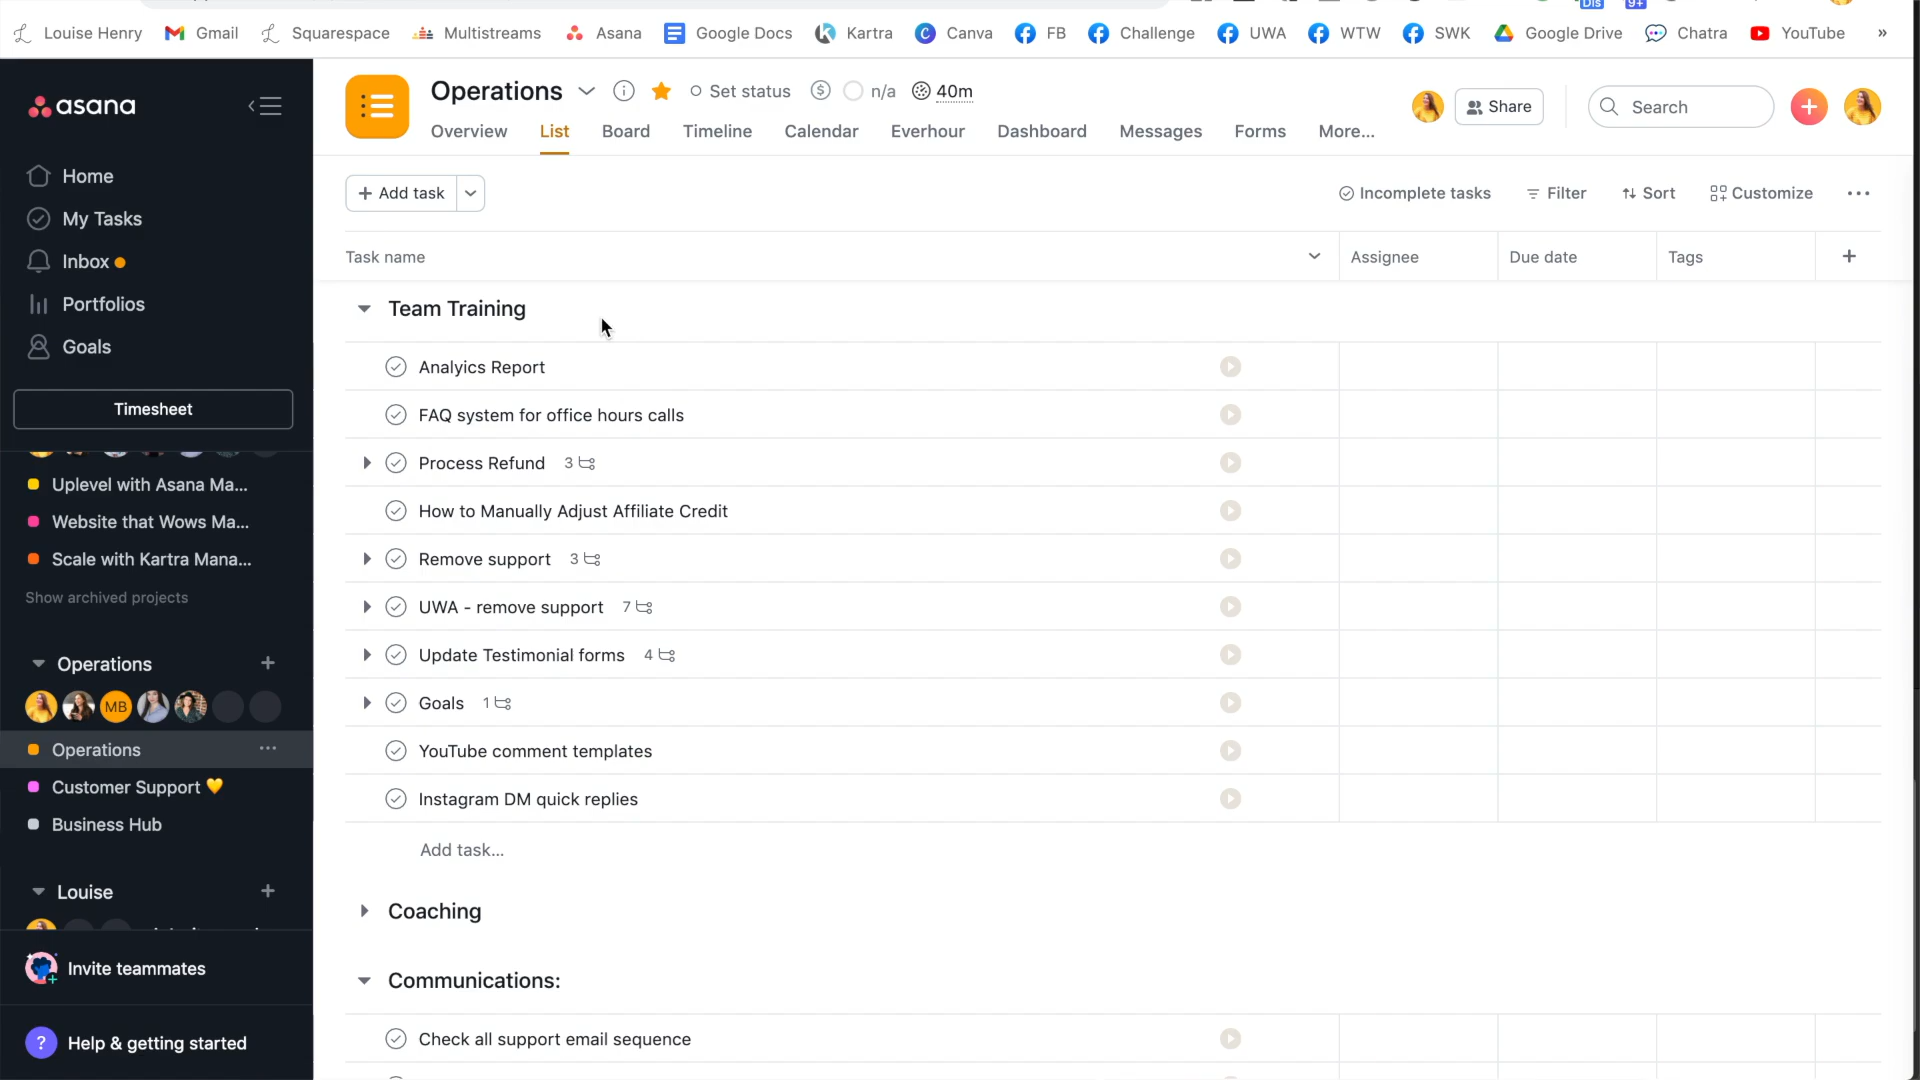 Dis 9+
Louise Henry Gmail Squarespace Multistreams Asana Google Docs Kartra Canva FB Challenge UWA WTW SWK Google Drive Chatra YouTube »
asana
Operations Set status n/a 40m
Share Search
Overview List Board Timeline Calendar Everhour Dashboard Messages Forms More...
Home
My Tasks
Inbox
Portfolios
Goals
Timesheet
Uplevel with Asana Ma...
Website that Wows Ma...
Scale with Kartra Mana...
Show archived projects
Operations
MB
Operations
Customer Support 💛
Business Hub
Louise
Invite teammates
? Help & getting started
+ Add task
Incomplete tasks Filter Sort Customize
Task name Assignee Due date Tags
Team Training
Analyics Report
FAQ system for office hours calls
Process Refund 3
How to Manually Adjust Affiliate Credit
Remove support 3
UWA - remove support 7
Update Testimonial forms 4
Goals 1
YouTube comment templates
Instagram DM quick replies
Add task...
Coaching
Communications:
Check all support email sequence